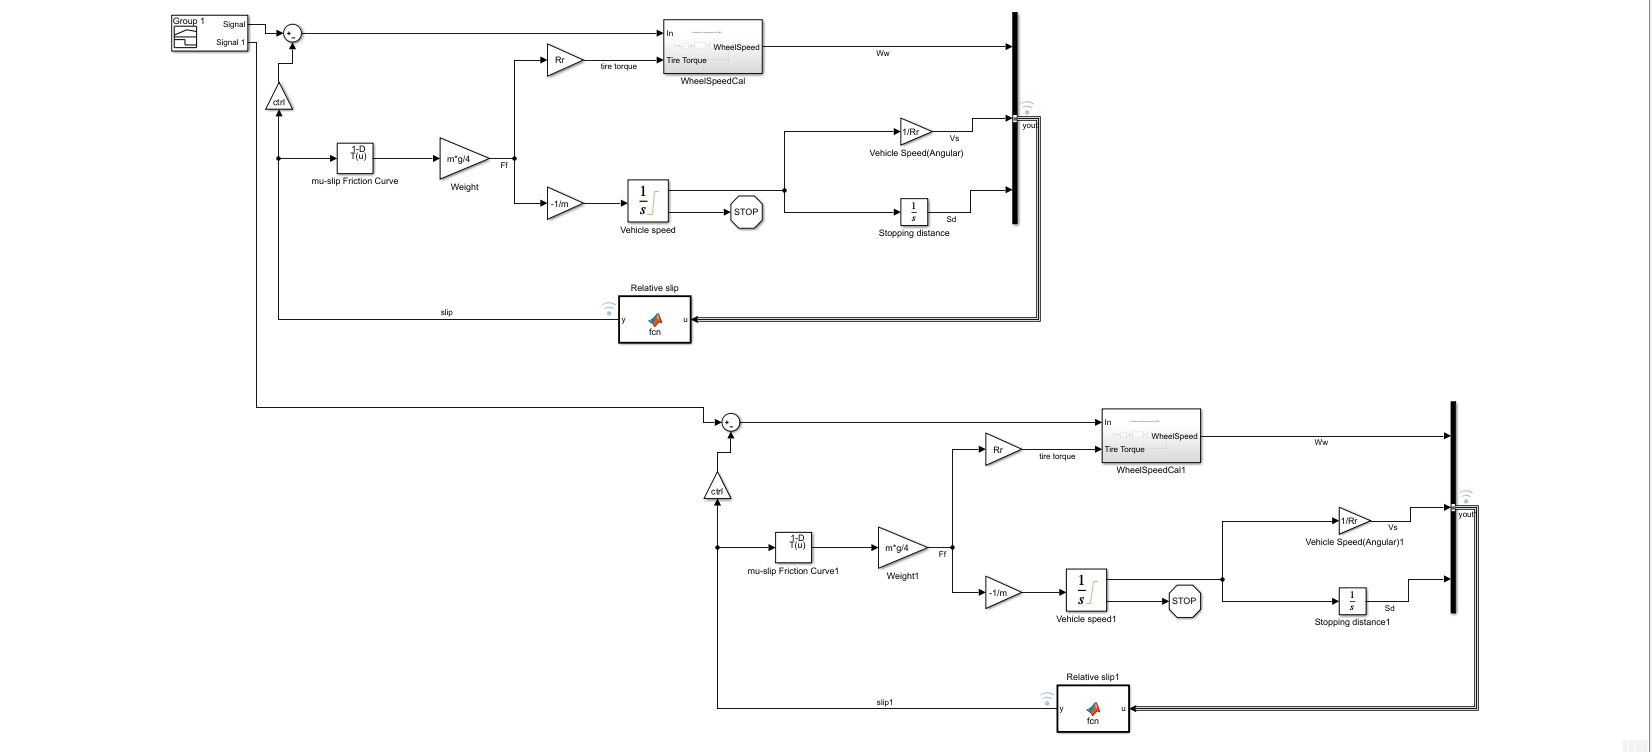 Group 1
Signal
Signal 1
+
-
In
WheelSpeed
Tire Torque
WheelSpeedCal
Ww
Rr
tire torque
ctrl
1-D
T(u)
mu-slip Friction Curve
m*g/4
Weight
Ff
-1/m
1
s
Vehicle speed
STOP
1/Rr
Vs
Vehicle Speed(Angular)
1
s
Sd
Stopping distance
yout
Relative slip
y
u
fcn
slip
+
-
In
WheelSpeed
Tire Torque
WheelSpeedCal1
Ww
Rr
tire torque
ctrl
1-D
T(u)
mu-slip Friction Curve1
m*g/4
Weight1
Ff
-1/m
1
s
Vehicle speed1
STOP
1/Rr
Vs
Vehicle Speed(Angular)1
1
s
Sd
Stopping distance1
yout
Relative slip1
y
u
fcn
slip1